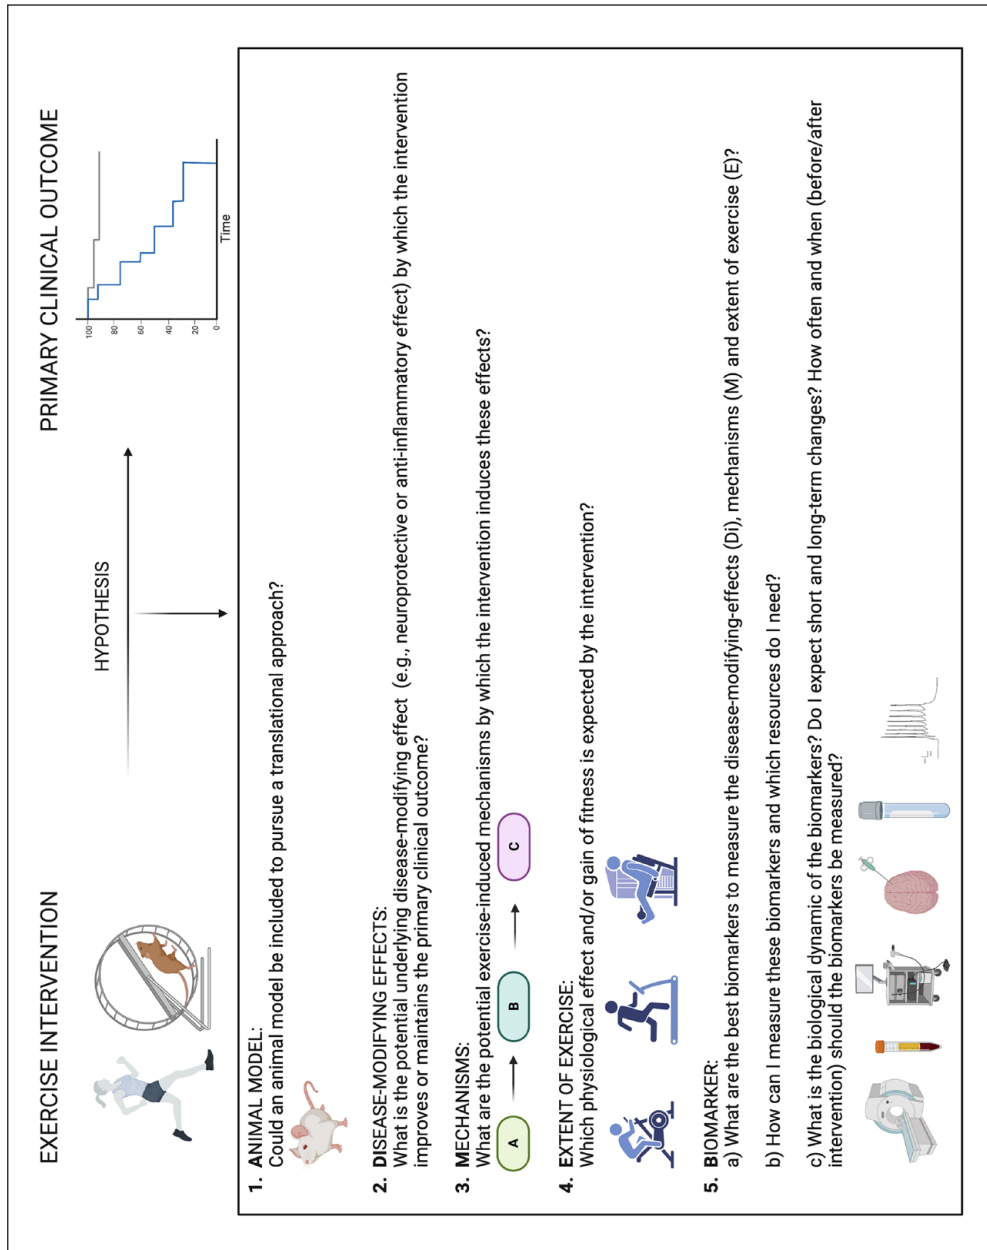 EXERCISE INTERVENTION
HYPOTHESIS
PRIMARY CLINICAL OUTCOME
100
80
60
40
20
0
Time
1. ANIMAL MODEL:
Could an animal model be included to pursue a translational approach?
2. DISEASE-MODIFYING EFFECTS:
What is the potential underlying disease-modifying effect (e.g., neuroprotective or anti-inflammatory effect) by which the intervention
improves or maintains the primary clinical outcome?
3. MECHANISMS:
What are the potential exercise-induced mechanisms by which the intervention induces these effects?
A
B
C
4. EXTENT OF EXERCISE:
Which physiological effect and/or gain of fitness is expected by the intervention?
5. BIOMARKER:
a) What are the best biomarkers to measure the disease-modifying-effects (Di), mechanisms (M) and extent of exercise (E)?
b) How can I measure these biomarkers and which resources do I need?
c) What is the biological dynamic of the biomarkers? Do I expect short and long-term changes? How often and when (before/after
intervention) should the biomarkers be measured?